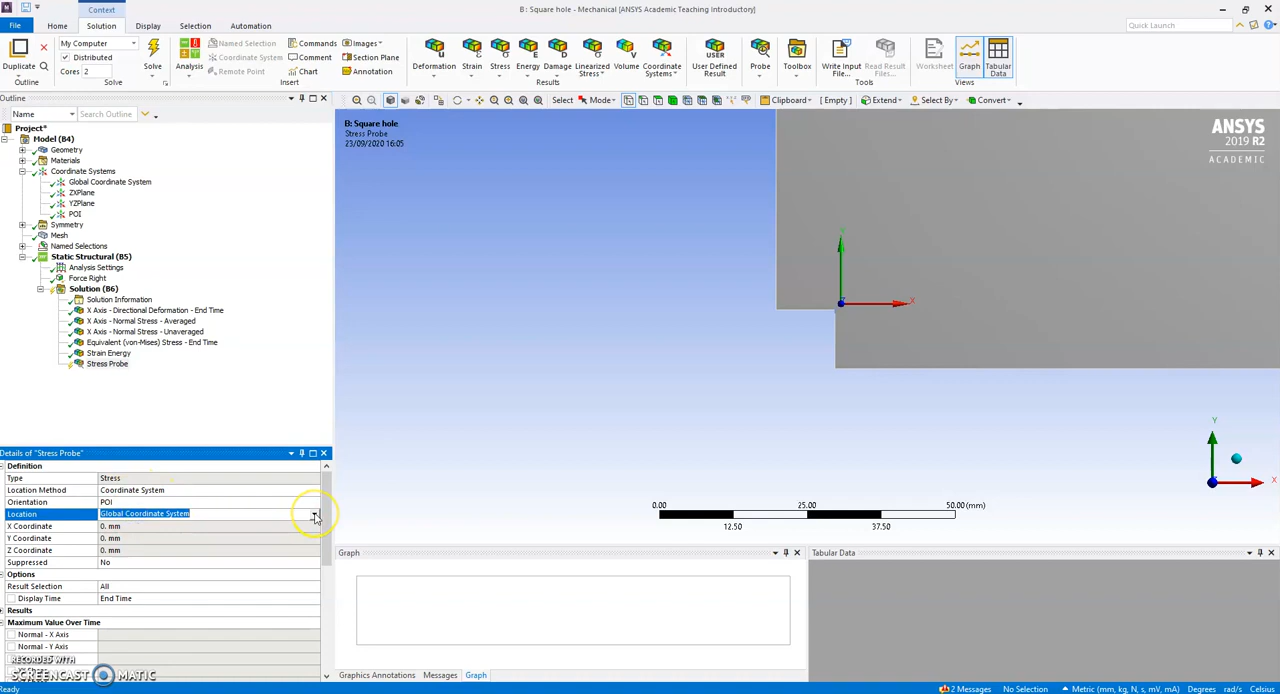 Context
B : Square hole - Mechanical [ANSYS Academic Teaching Introductory]
File Home Solution Display Selection Automation
Quick Launch
Duplicate
Outline
My Computer
Distributed
Cores 2
Solve
Solve
Analysis
Named Selection
Coordinate System
Remote Point
Commands
Comment
Chart
Images
Section Plane
Annotation
Insert
Deformation Strain Stress Energy Damage Linearized Stress Volume Coordinate Systems
Results
User Defined Result
Probe
Toolbox
Write Input File...
Read Result Files...
Tools
Worksheet
Graph
Tabular Data
Views
Outline
Name
Search Outline
Select Mode Clipboard [ Empty ] Extend Select By Convert
Project*
Model (B4)
Geometry
Materials
Coordinate Systems
Global Coordinate System
ZXPlane
YZPlane
POI
Symmetry
Mesh
Named Selections
Static Structural (B5)
Analysis Settings
Force Right
Solution (B6)
Solution Information
X Axis - Directional Deformation - End Time
X Axis - Normal Stress - Averaged
X Axis - Normal Stress - Unaveraged
Equivalent (von-Mises) Stress - End Time
Strain Energy
Stress Probe
B: Square hole
Stress Probe
23/09/2020 16:05
ANSYS
2019 R2
ACADEMIC
X
Y
X
0.00 25.00 50.00 (mm)
12.50 37.50
Details of "Stress Probe"
Definition
Type Stress
Location Method Coordinate System
Orientation POI
Location Global Coordinate System
X Coordinate 0. mm
Y Coordinate 0. mm
Z Coordinate 0. mm
Suppressed No
Options
Result Selection All
Display Time End Time
Results
Maximum Value Over Time
Normal - X Axis
Normal - Y Axis
RECORDED WITH
SCREENCAST MATIC
Graph
Tabular Data
Graphics Annotations Messages Graph
Ready
2 Messages No Selection Metric (mm, kg, N, s, mV, mA) Degrees rad/s Celsius